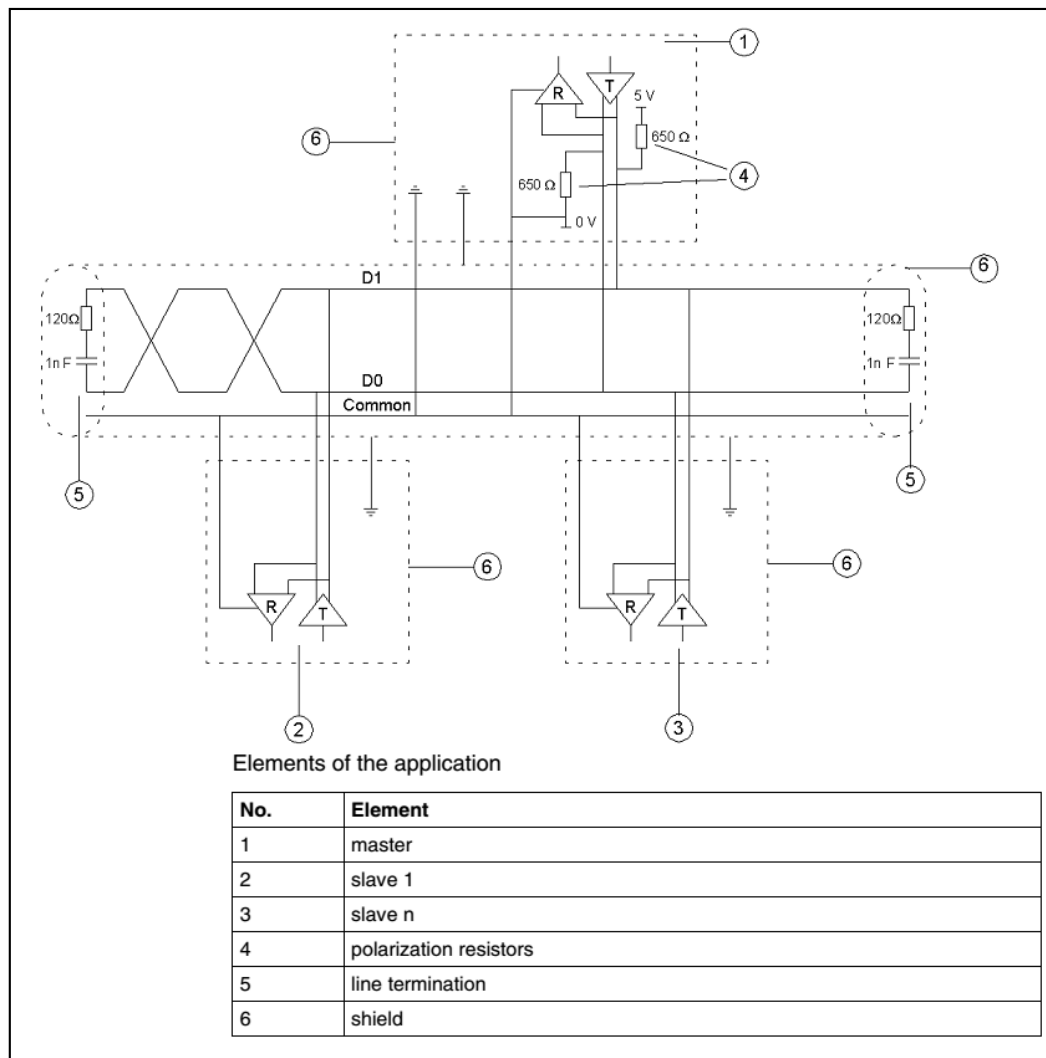 1
R
T
5 V
650 Ω
6
650 Ω
4
0 V
6
D1
120Ω
120Ω
1n F
1n F
D0
Common
5
5
6
6
R
T
R
T
2
3
Elements of the application
No. Element
1 master
2 slave 1
3 slave n
4 polarization resistors
5 line termination
6 shield